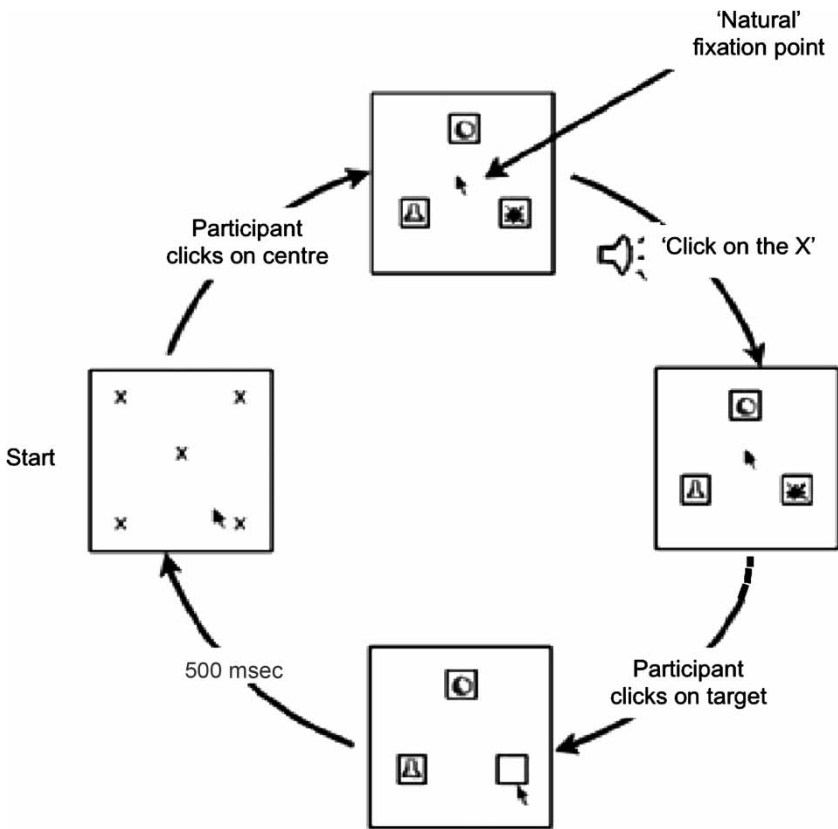 ‘Natural’
fixation point
Participant
clicks on centre
‘Click on the X’
x x
x
x x
Start
500 msec
Participant
clicks on target